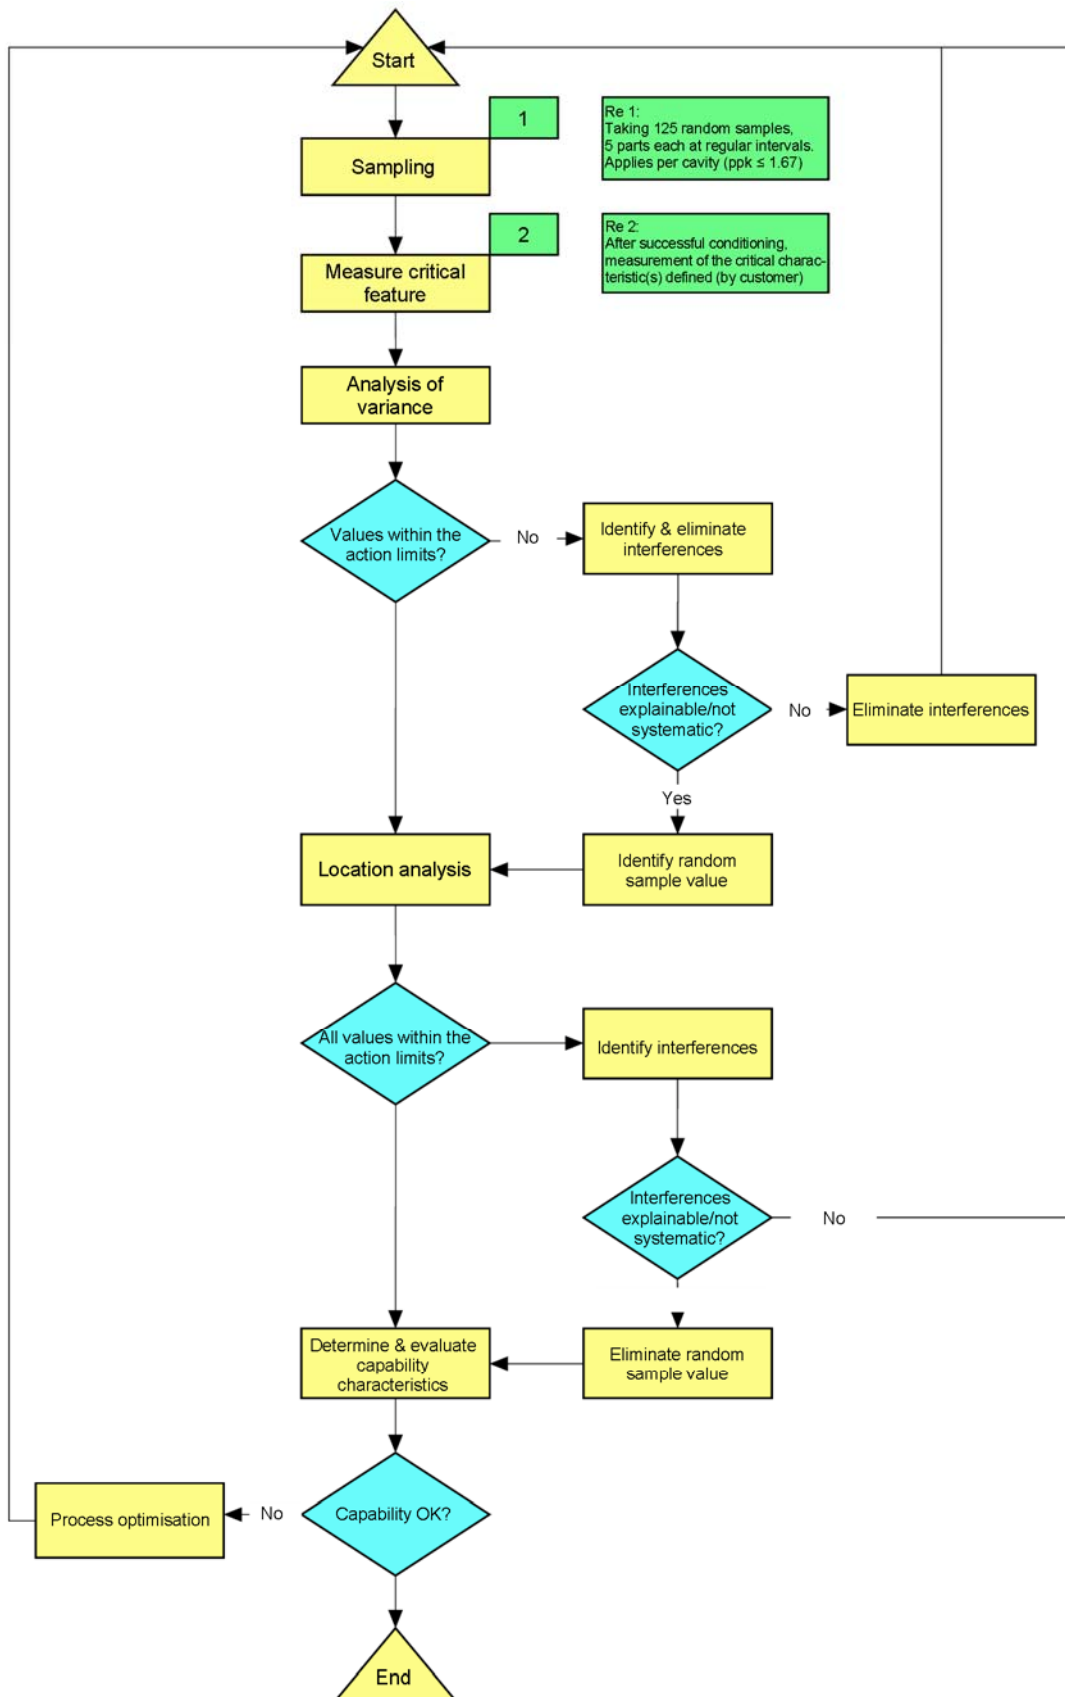 Start
1
Re 1:
Taking 125 random samples,
5 parts each at regular intervals.
Applies per cavity (ppk ≤ 1.67)
Sampling
2
Re 2:
After successful conditioning,
measurement of the critical charac-
teristic(s) defined (by customer)
Measure critical
feature
Analysis of
variance
Values within the
action limits?
No
Identify & eliminate
interferences
Interferences
explainable/not
systematic?
No
Eliminate interferences
Yes
Location analysis
Identify random
sample value
All values within the
action limits?
Identify interferences
Interferences
explainable/not
systematic?
No
Determine & evaluate
capability
characteristics
Eliminate random
sample value
Process optimisation
No
Capability OK?
End